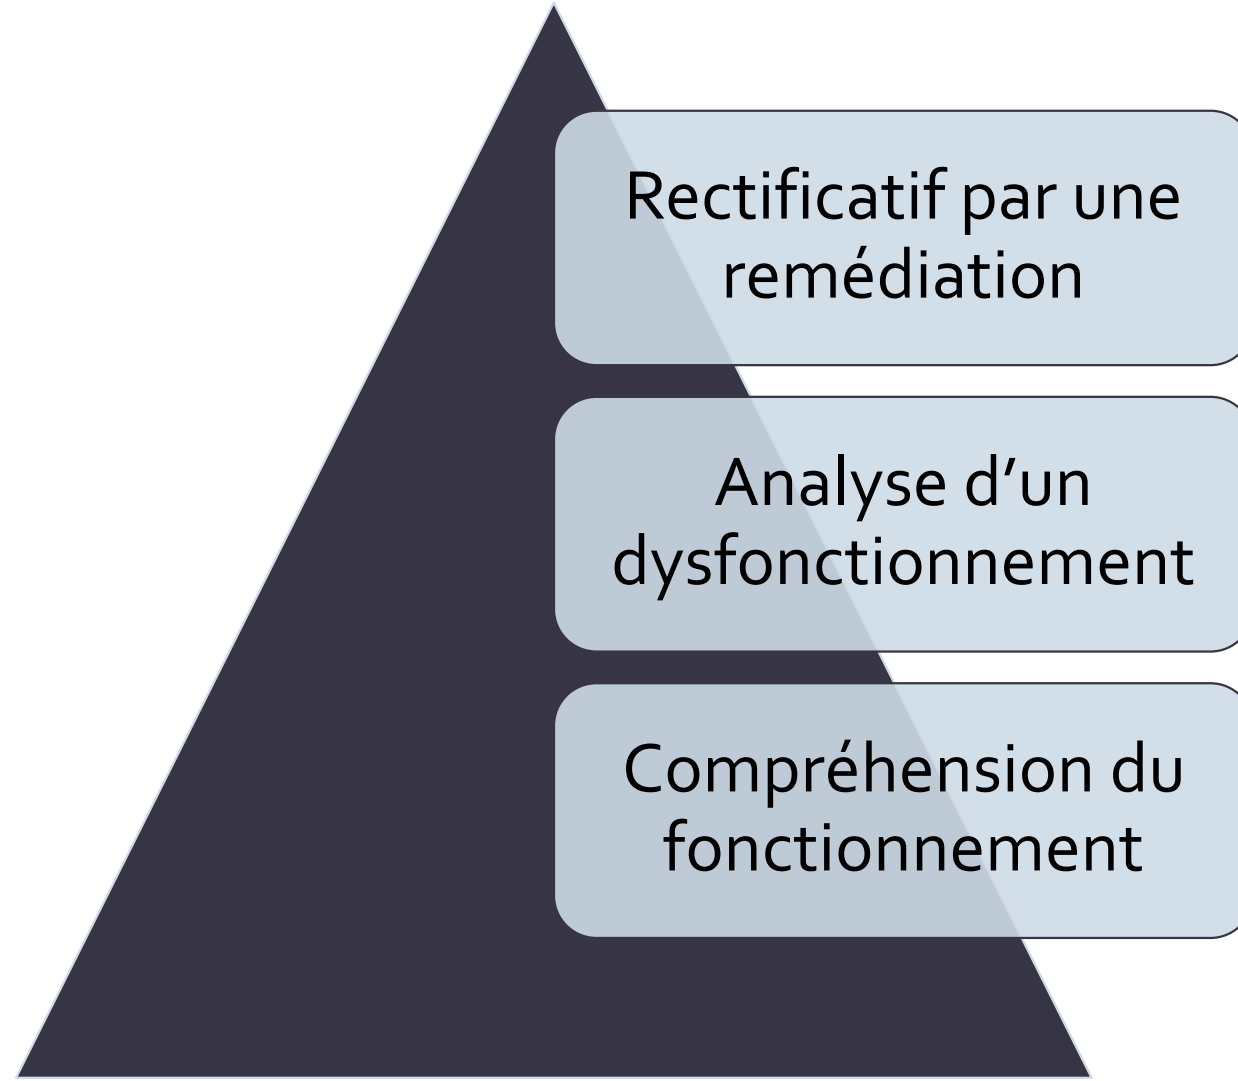 Rectificatif par une
remédiation
Analyse d’un
dysfonctionnement
Compréhension du
fonctionnement